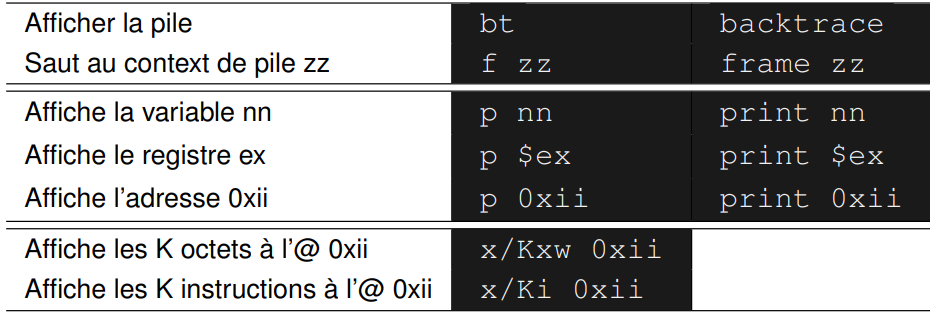 Afficher la pile bt backtrace
Saut au context de pile zz f zz frame zz
Affiche la variable nn p nn print nn
Affiche le registre ex p $ex print $ex
Affiche l'adresse 0xii p 0xii print 0xii
Affiche les K octets à l'@ 0xii x/Kxw 0xii
Affiche les K instructions à l'@ 0xii x/Ki 0xii